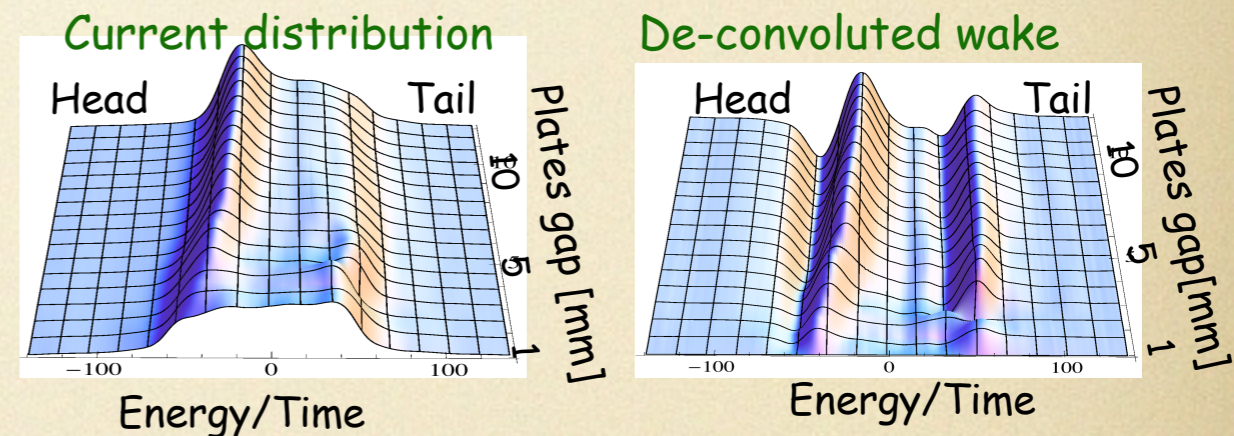 Current distribution
Head
Tail
Plates gap [mm]
10
5
1
−100
0
100
Energy/Time
De-convoluted wake
Head
Tail
Plates gap[mm]
10
5
1
−100
0
100
Energy/Time